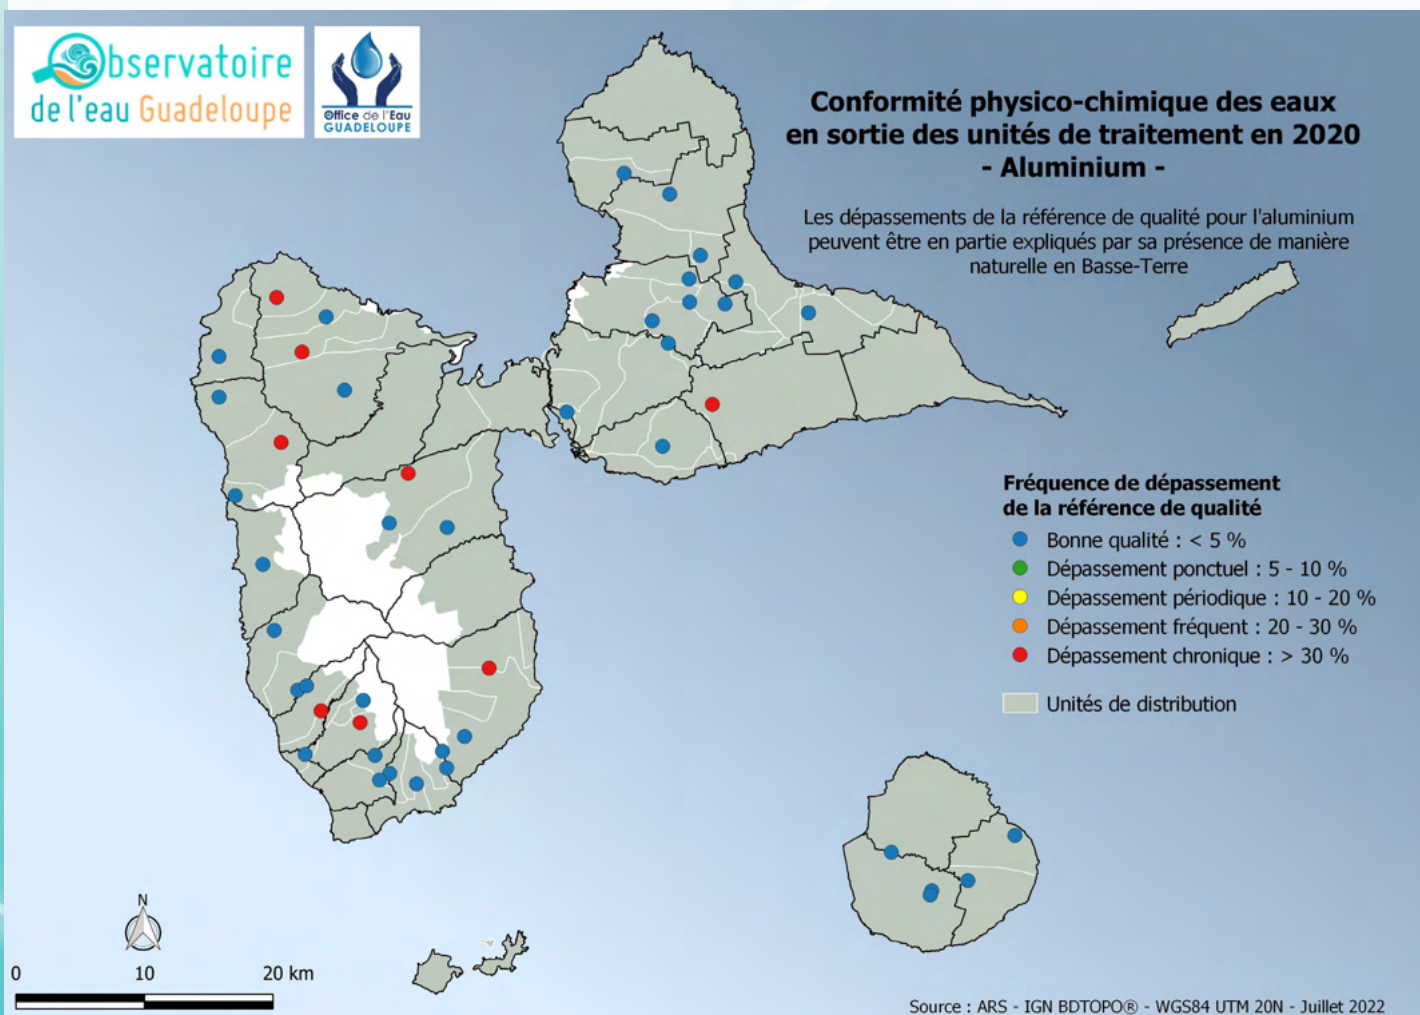 Observatoire
de l'eau Guadeloupe
Office de l'Eau
GUADELOUPE
Conformité physico-chimique des eaux
en sortie des unités de traitement en 2020
- Aluminium -
Les dépassements de la référence de qualité pour l'aluminium
peuvent être en partie expliqués par sa présence de manière
naturelle en Basse-Terre
Fréquence de dépassement
de la référence de qualité
Bonne qualité : < 5 %
Dépassement ponctuel : 5 - 10 %
Dépassement périodique : 10 - 20 %
Dépassement fréquent : 20 - 30 %
Dépassement chronique : > 30 %
Unités de distribution
N
0 10 20 km
Source : ARS - IGN BDTOPO® - WGS84 UTM 20N - Juillet 2022